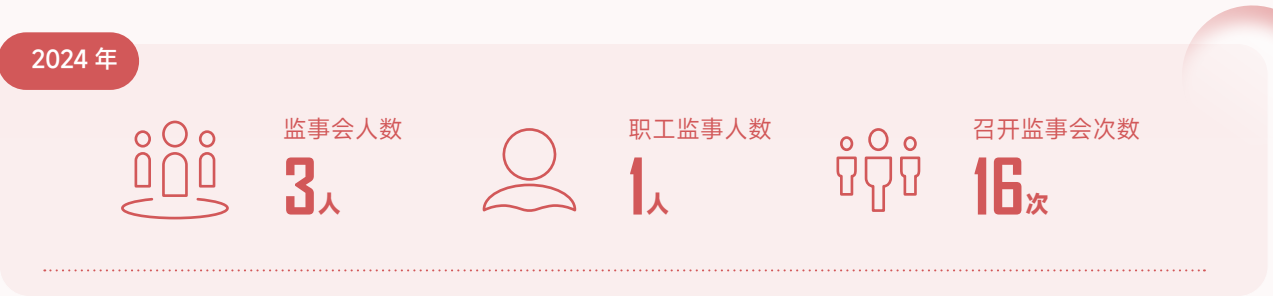 2024 年
监事会人数
3人
职工监事人数
1人
召开监事会次数
16次